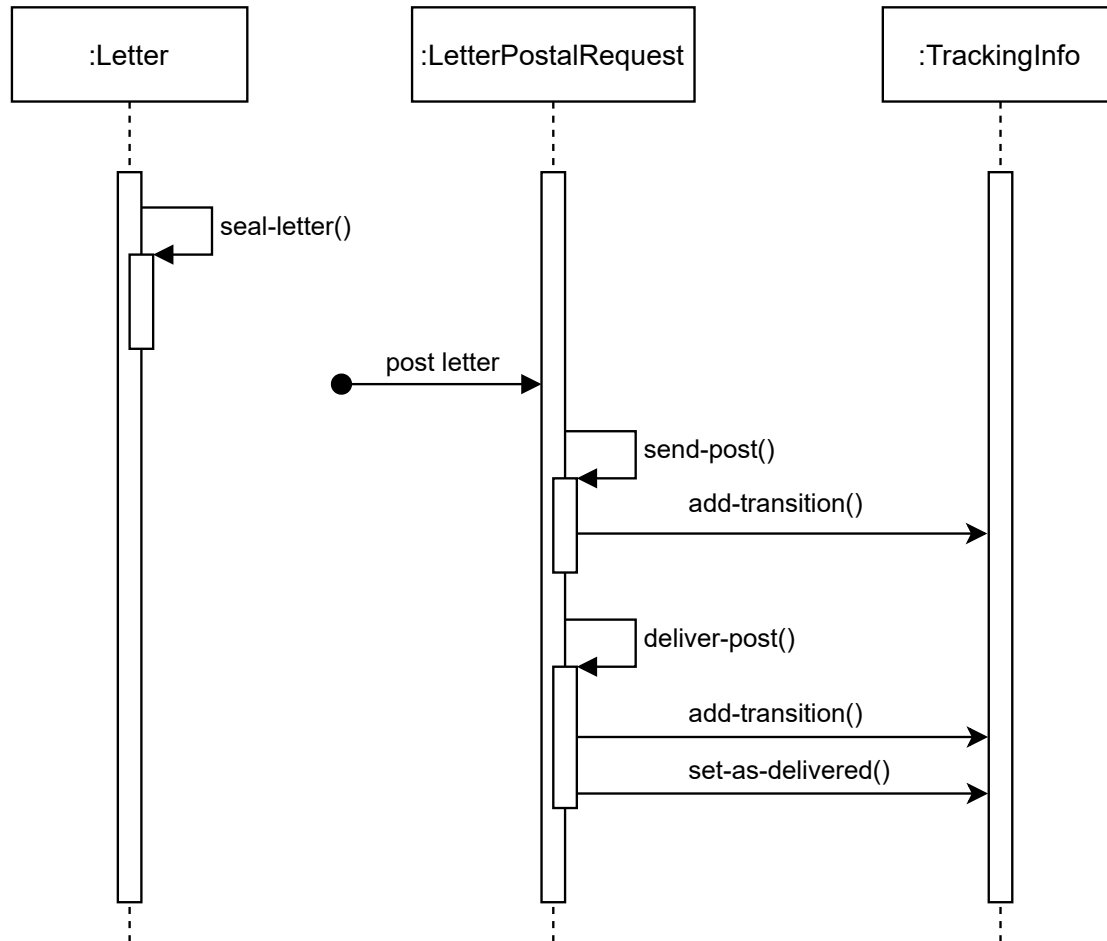 :Letter
:LetterPostalRequest
:TrackingInfo
seal-letter()
post letter
send-post()
add-transition()
deliver-post()
add-transition()
set-as-delivered()